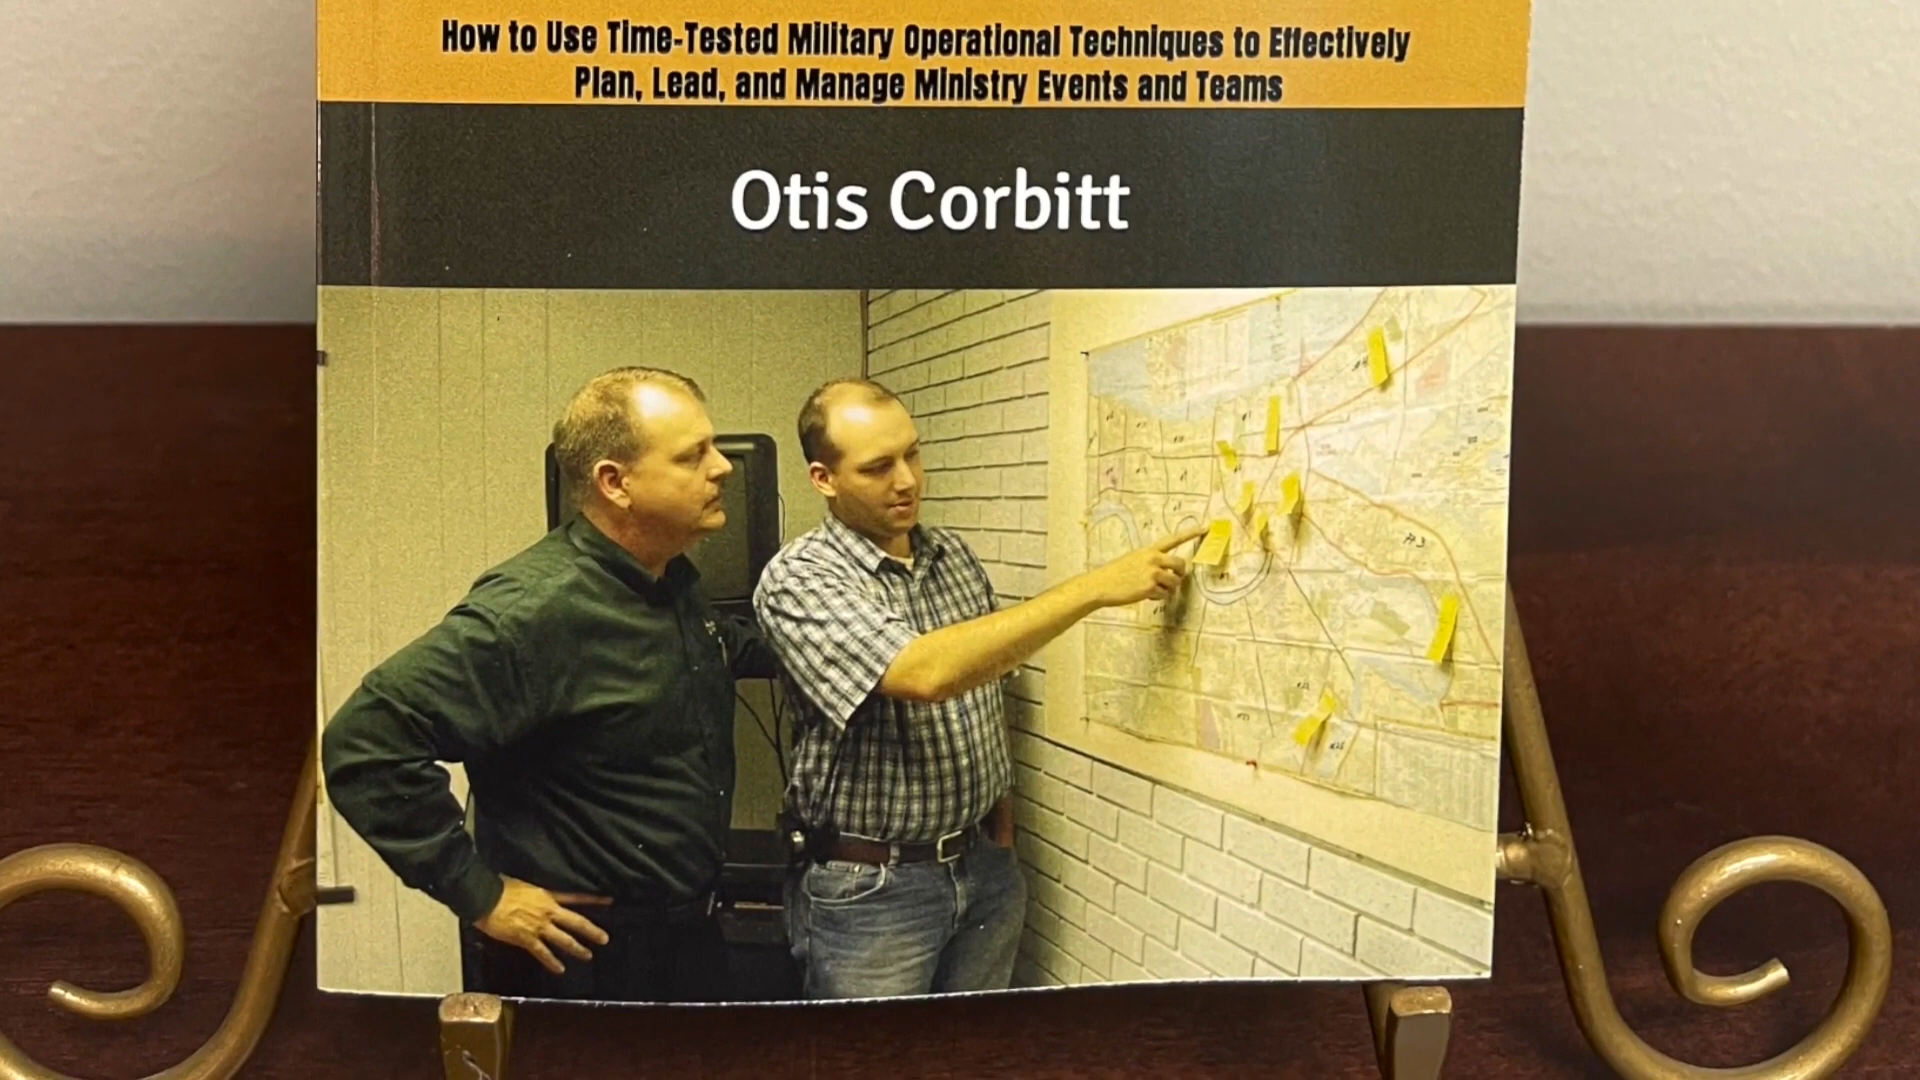 How to Use Time-Tested Military Operational Techniques to Effectively
Plan, Lead, and Manage Ministry Events and Teams
Otis Corbitt
#3